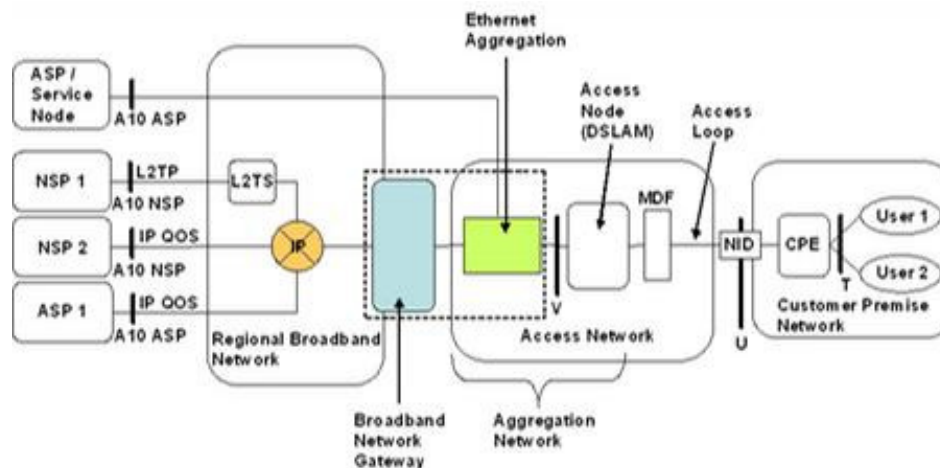 Ethernet
Aggregation
ASP /
Service
Node
A10 ASP
Access
Node
(DSLAM)
Access
Loop
NSP 1
L2TP
A10 NSP
L2TS
MDF
User 1
NSP 2
IP QOS
A10 NSP
IP
NID
CPE
User 2
T
ASP 1
IP QOS
A10 ASP
V
Customer Premise
Network
Regional Broadband
Network
Access Network
U
Broadband
Network
Gateway
Aggregation
Network